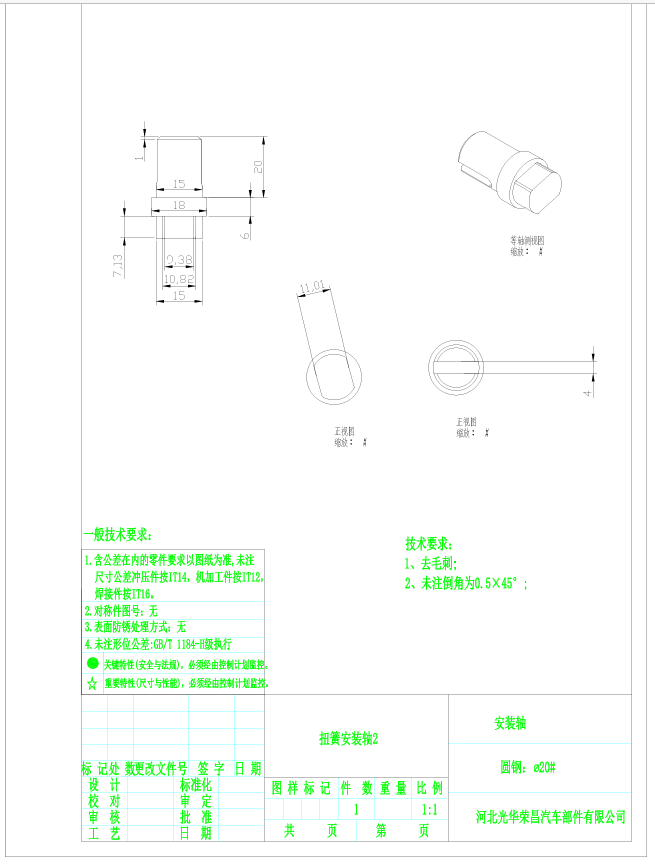 1
20
15
18
6
7,13
9,38
10,82
15
等轴测视图
缩放： #
11,01
4
正视图
缩放： #
正视图
缩放： #
一般技术要求:
1.含公差在内的零件要求以图纸为准,未注
尺寸公差冲压件按IT14, 机加工件按IT12,
焊接件按IT16。
2.对称件图号: 无
3.表面防锈处理方式: 无
4.未注形位公差:GB/T 1184-H级执行
关键特性(安全与法规), 必须经由控制计划监控。
重要特性(尺寸与性能), 必须经由控制计划监控。
技术要求:
1、去毛刺;
2、未注倒角为0.5×45°;
标 记 处 数 更改文件号 签 字 日 期
设 计 标准化
校 对 审 定
审 核 批 准
工 艺 日 期
扭簧安装轴2
图 样 标 记 件 数 重 量 比 例
1 1:1
共 页 第 页
安装轴
圆钢: ø20#
河北光华荣昌汽车部件有限公司